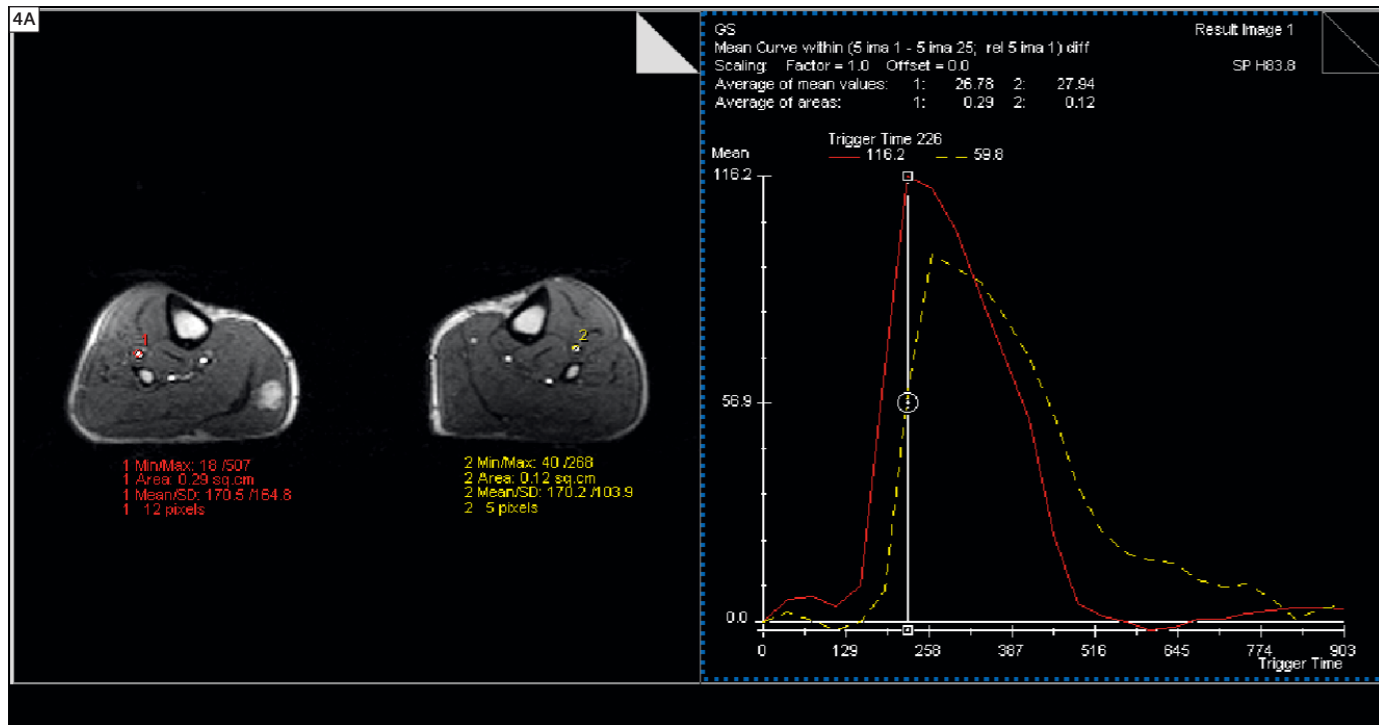 4A
1
2
1 Min/Max: 18 /507
1 Area: 0.29 sq.cm
1 Mean/SD: 170.5 /164.8
1 12 pixels
2 Min/Max: 40 /268
2 Area: 0.12 sq.cm
2 Mean/SD: 170.2 /103.9
2 5 pixels
GS
Result Image 1
Mean Curve within (5 ima 1 - 5 ima 25; rel 5 ima 1) diff
Scaling: Factor = 1.0 Offset = 0.0
SP H83.8
Average of mean values: 1: 26.78 2: 27.94
Average of areas: 1: 0.29 2: 0.12
Trigger Time 226
116.2 59.8
Mean
116.2
56.9
0.0
0 129 258 387 516 645 774 903
Trigger Time